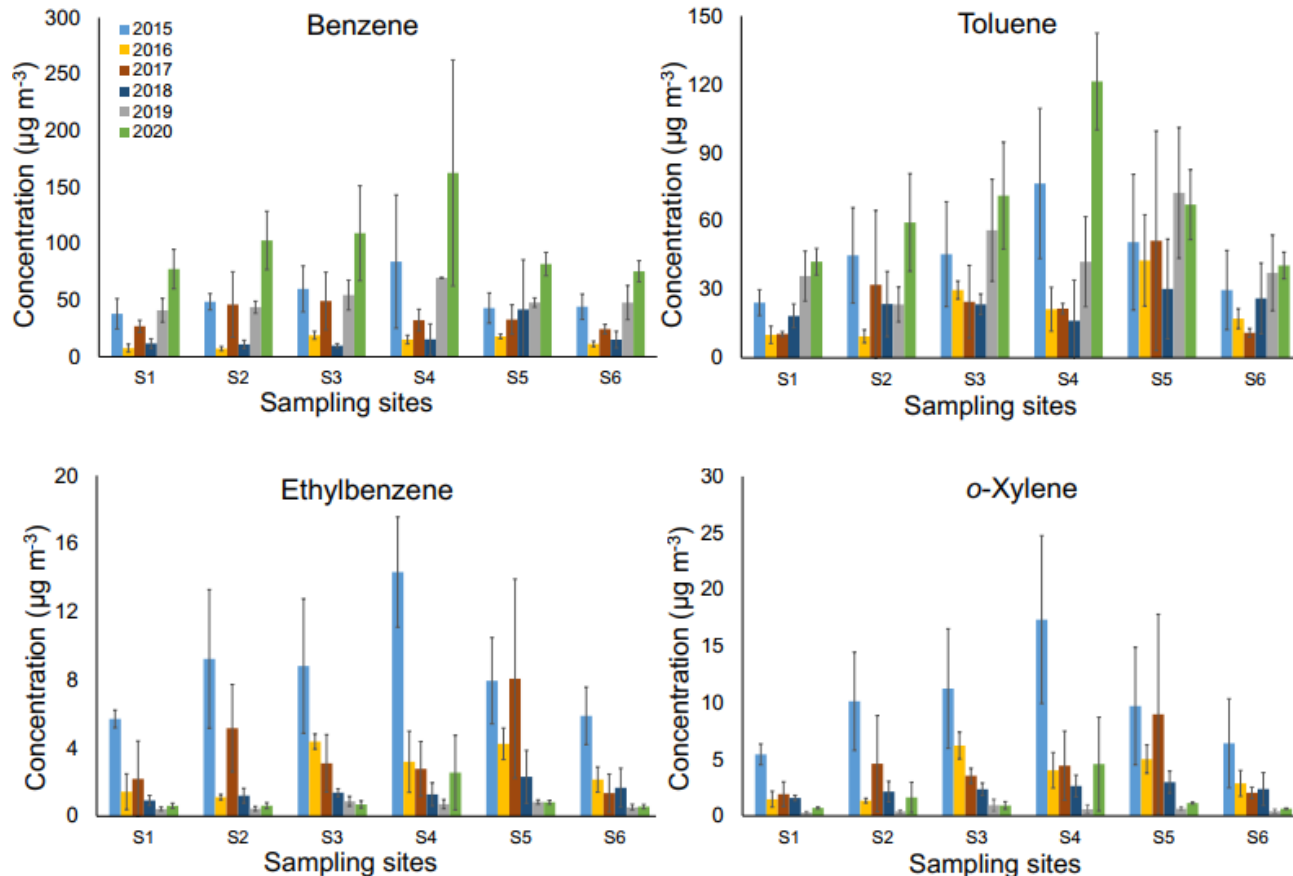 Benzene
Concentration (µg m-3)
300
250
200
150
100
50
0
2015
2016
2017
2018
2019
2020
S1 S2 S3 S4 S5 S6
Sampling sites
Toluene
Concentration (µg m-3)
150
120
90
60
30
0
S1 S2 S3 S4 S5 S6
Sampling sites
Ethylbenzene
Concentration (µg m-3)
20
16
12
8
4
0
S1 S2 S3 S4 S5 S6
Sampling sites
o-Xylene
Concentration (µg m-3)
30
25
20
15
10
5
0
S1 S2 S3 S4 S5 S6
Sampling sites